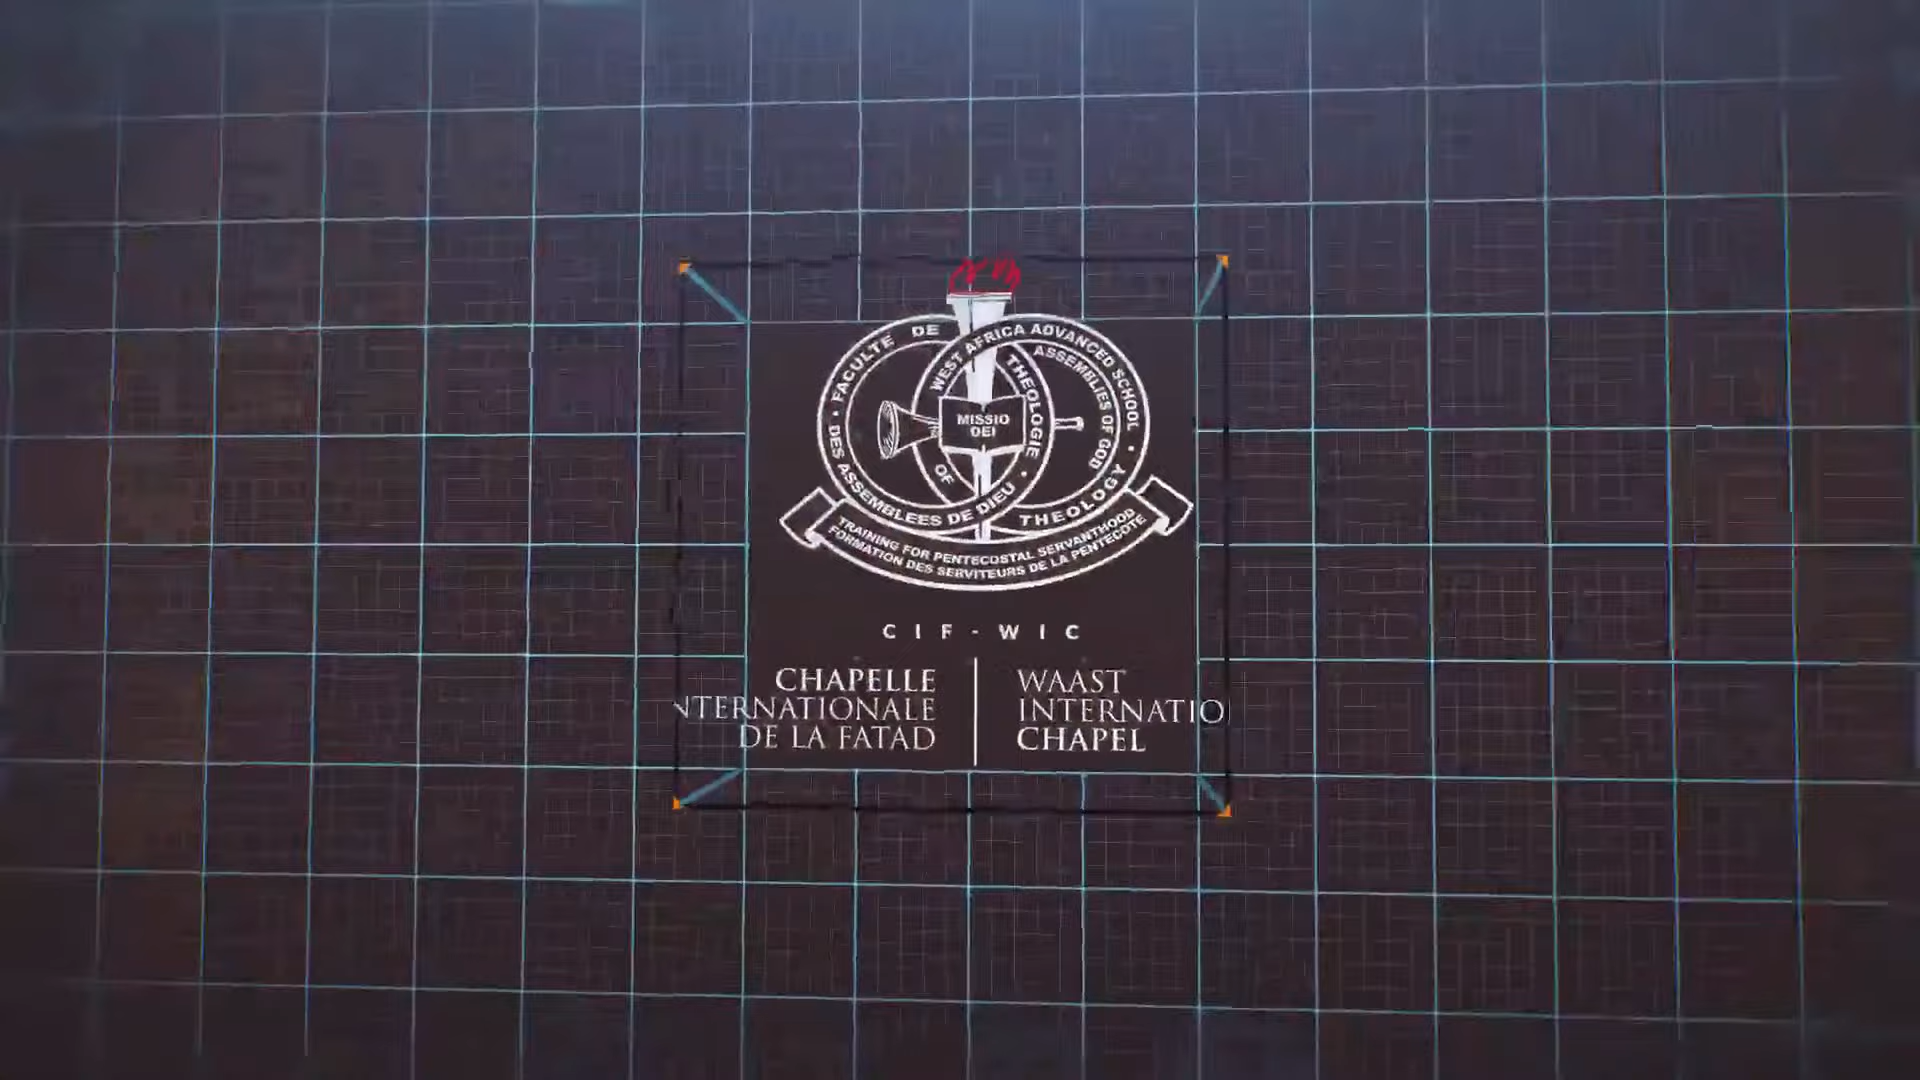 FACULTE DE THEOLOGIE
DES ASSEMBLEES DE DIEU
WEST AFRICA ADVANCED SCHOOL
OF THEOLOGY
ASSEMBLIES OF GOD
MISSIO
DEI
TRAINING FOR PENTECOSTAL SERVANTHOOD
FORMATION DES SERVITEURS DE LA PENTECOTE
CIF-WIC
CHAPELLE
NTERNATIONALE
DE LA FATAD
WAAST
INTERNATIO
CHAPEL